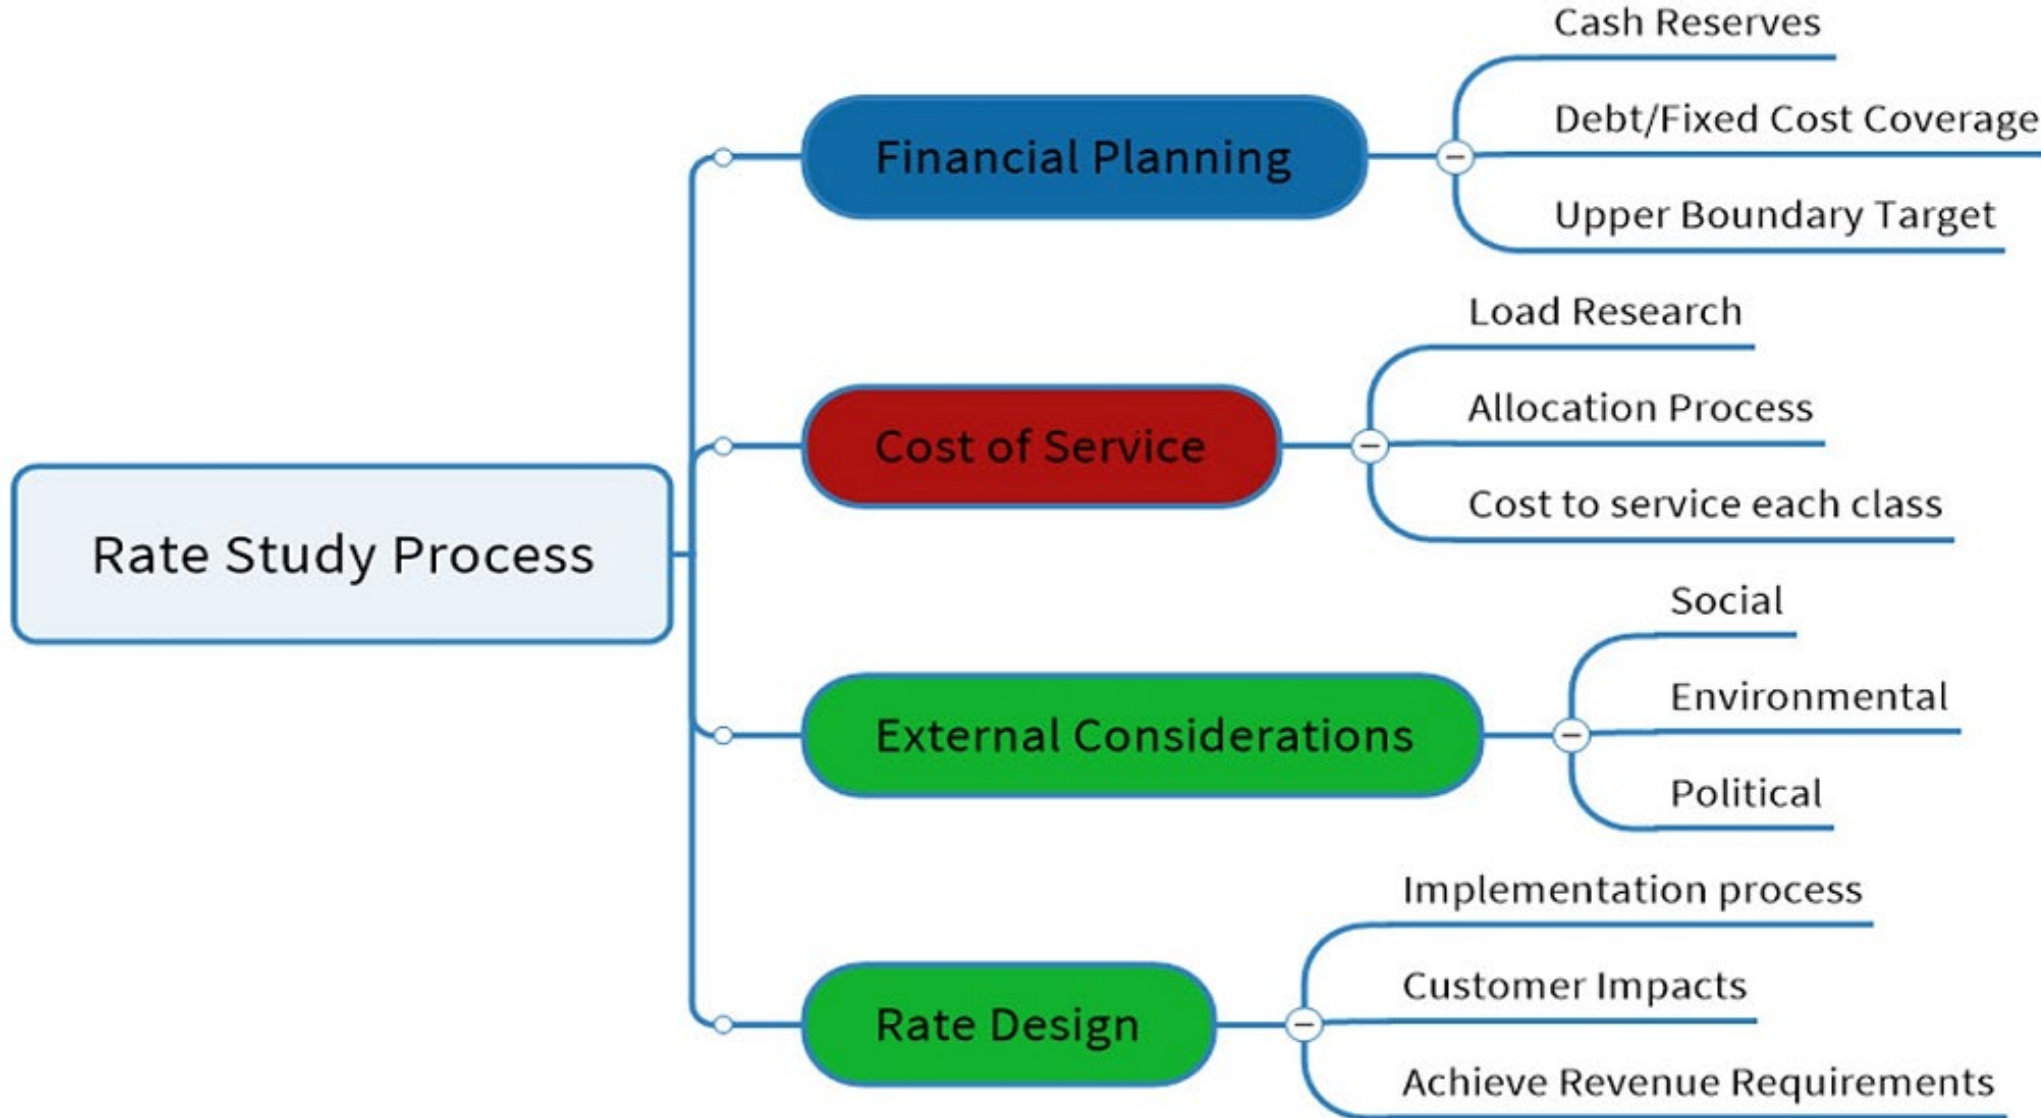 Rate Study Process
Financial Planning
Cash Reserves
Debt/Fixed Cost Coverage
Upper Boundary Target
Cost of Service
Load Research
Allocation Process
Cost to service each class
External Considerations
Social
Environmental
Political
Rate Design
Implementation process
Customer Impacts
Achieve Revenue Requirements